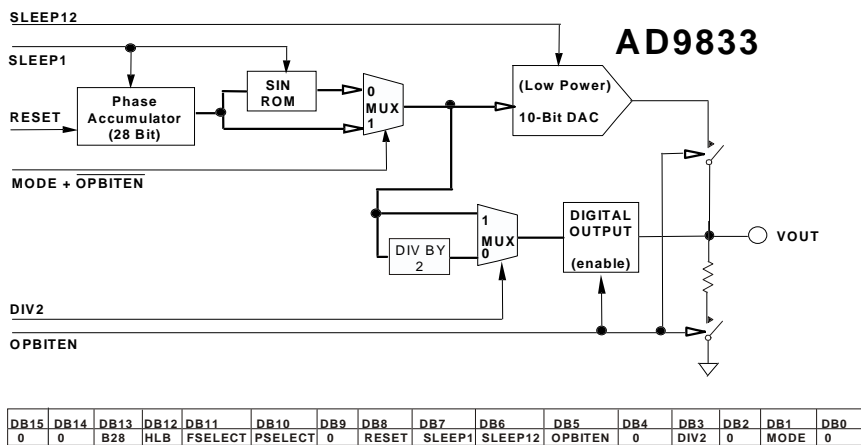 SLEEP12
AD9833
SLEEP1
SIN
ROM
(Low Power)
10-Bit DAC
Phase
Accumulator
(28 Bit)
0
MUX
1
RESET
MODE + OPBITEN
1
MUX
0
DIV BY
2
DIGITAL
OUTPUT
(enable)
VOUT
DIV2
OPBITEN
DB15 DB14 DB13 DB12 DB11 DB10 DB9 DB8 DB7 DB6 DB5 DB4 DB3 DB2 DB1 DB0
0 0 B28 HLB FSELECT PSELECT 0 RESET SLEEP1 SLEEP12 OPBITEN 0 DIV2 0 MODE 0